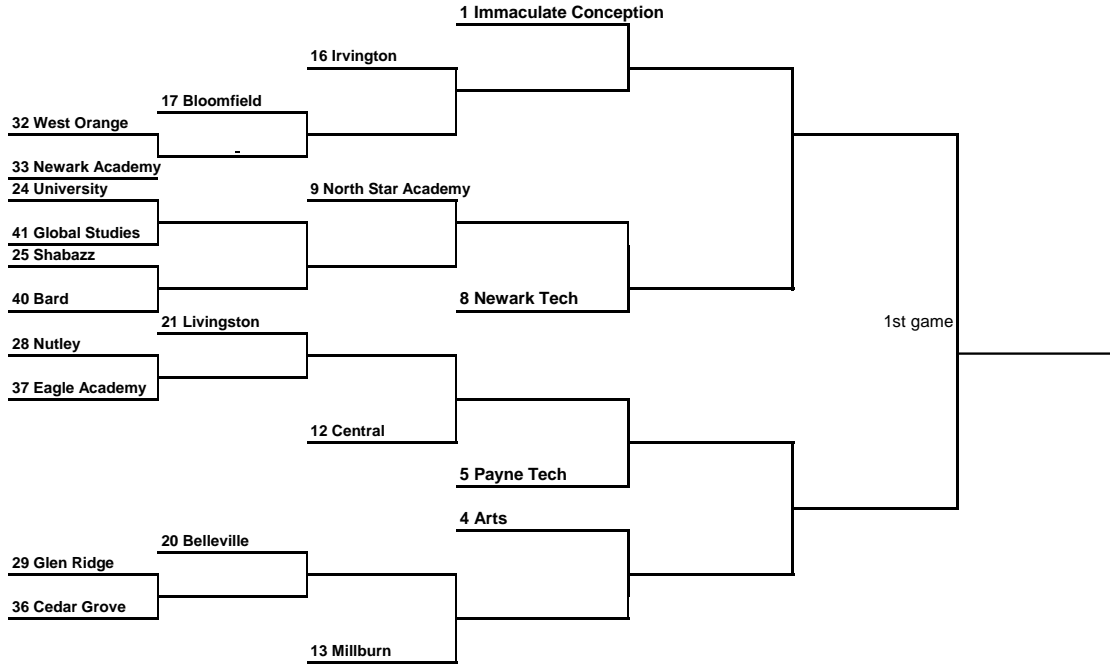 1 Immaculate Conception
16 Irvington
17 Bloomfield
32 West Orange
-
33 Newark Academy
24 University
9 North Star Academy
41 Global Studies
25 Shabazz
40 Bard
8 Newark Tech
21 Livingston
1st game
28 Nutley
37 Eagle Academy
12 Central
5 Payne Tech
4 Arts
20 Belleville
29 Glen Ridge
36 Cedar Grove
13 Millburn